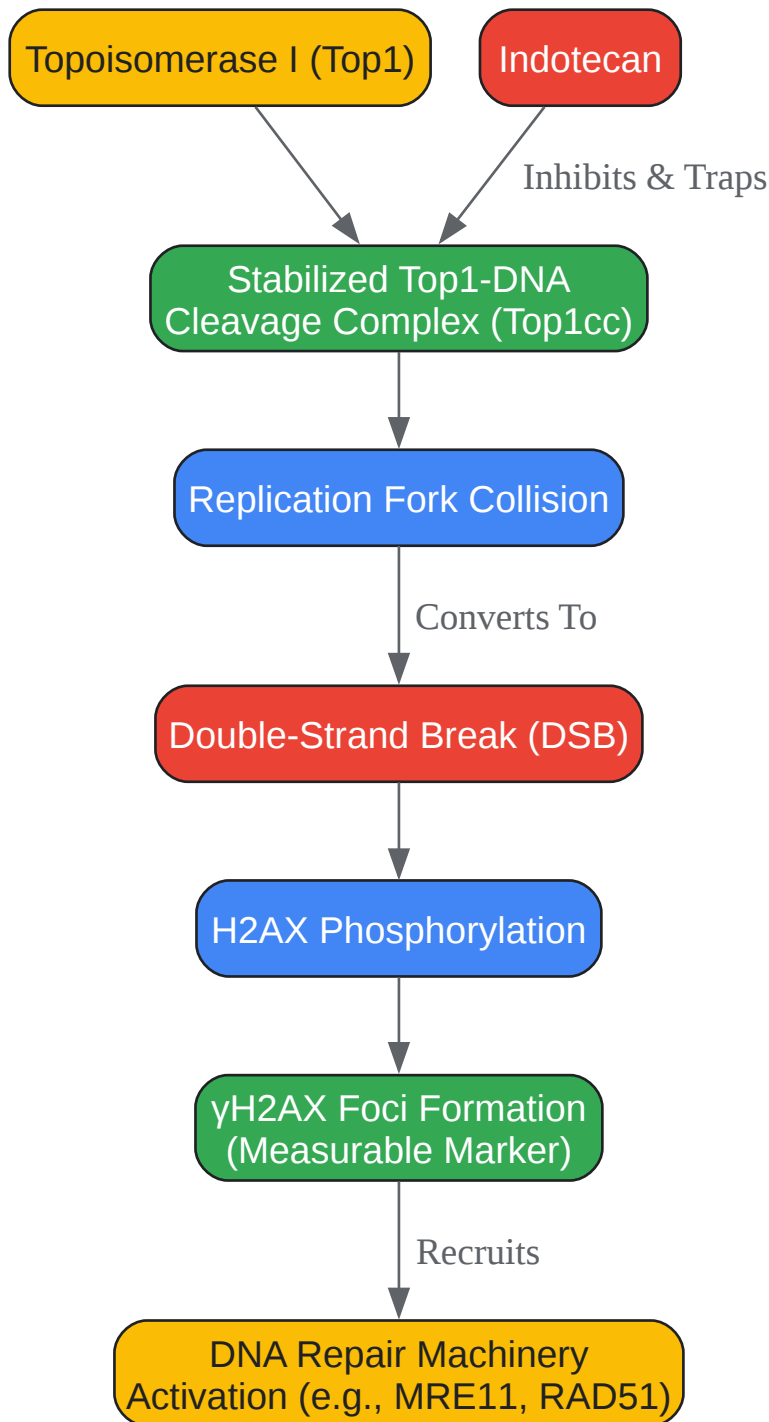 Topoisomerase I (Top1)
Indotecan
Inhibits & Traps
Stabilized Top1-DNA
Cleavage Complex (Top1cc)
Replication Fork Collision
Converts To
Double-Strand Break (DSB)
H2AX Phosphorylation
γH2AX Foci Formation
(Measurable Marker)
Recruits
DNA Repair Machinery
Activation (e.g., MRE11, RAD51)